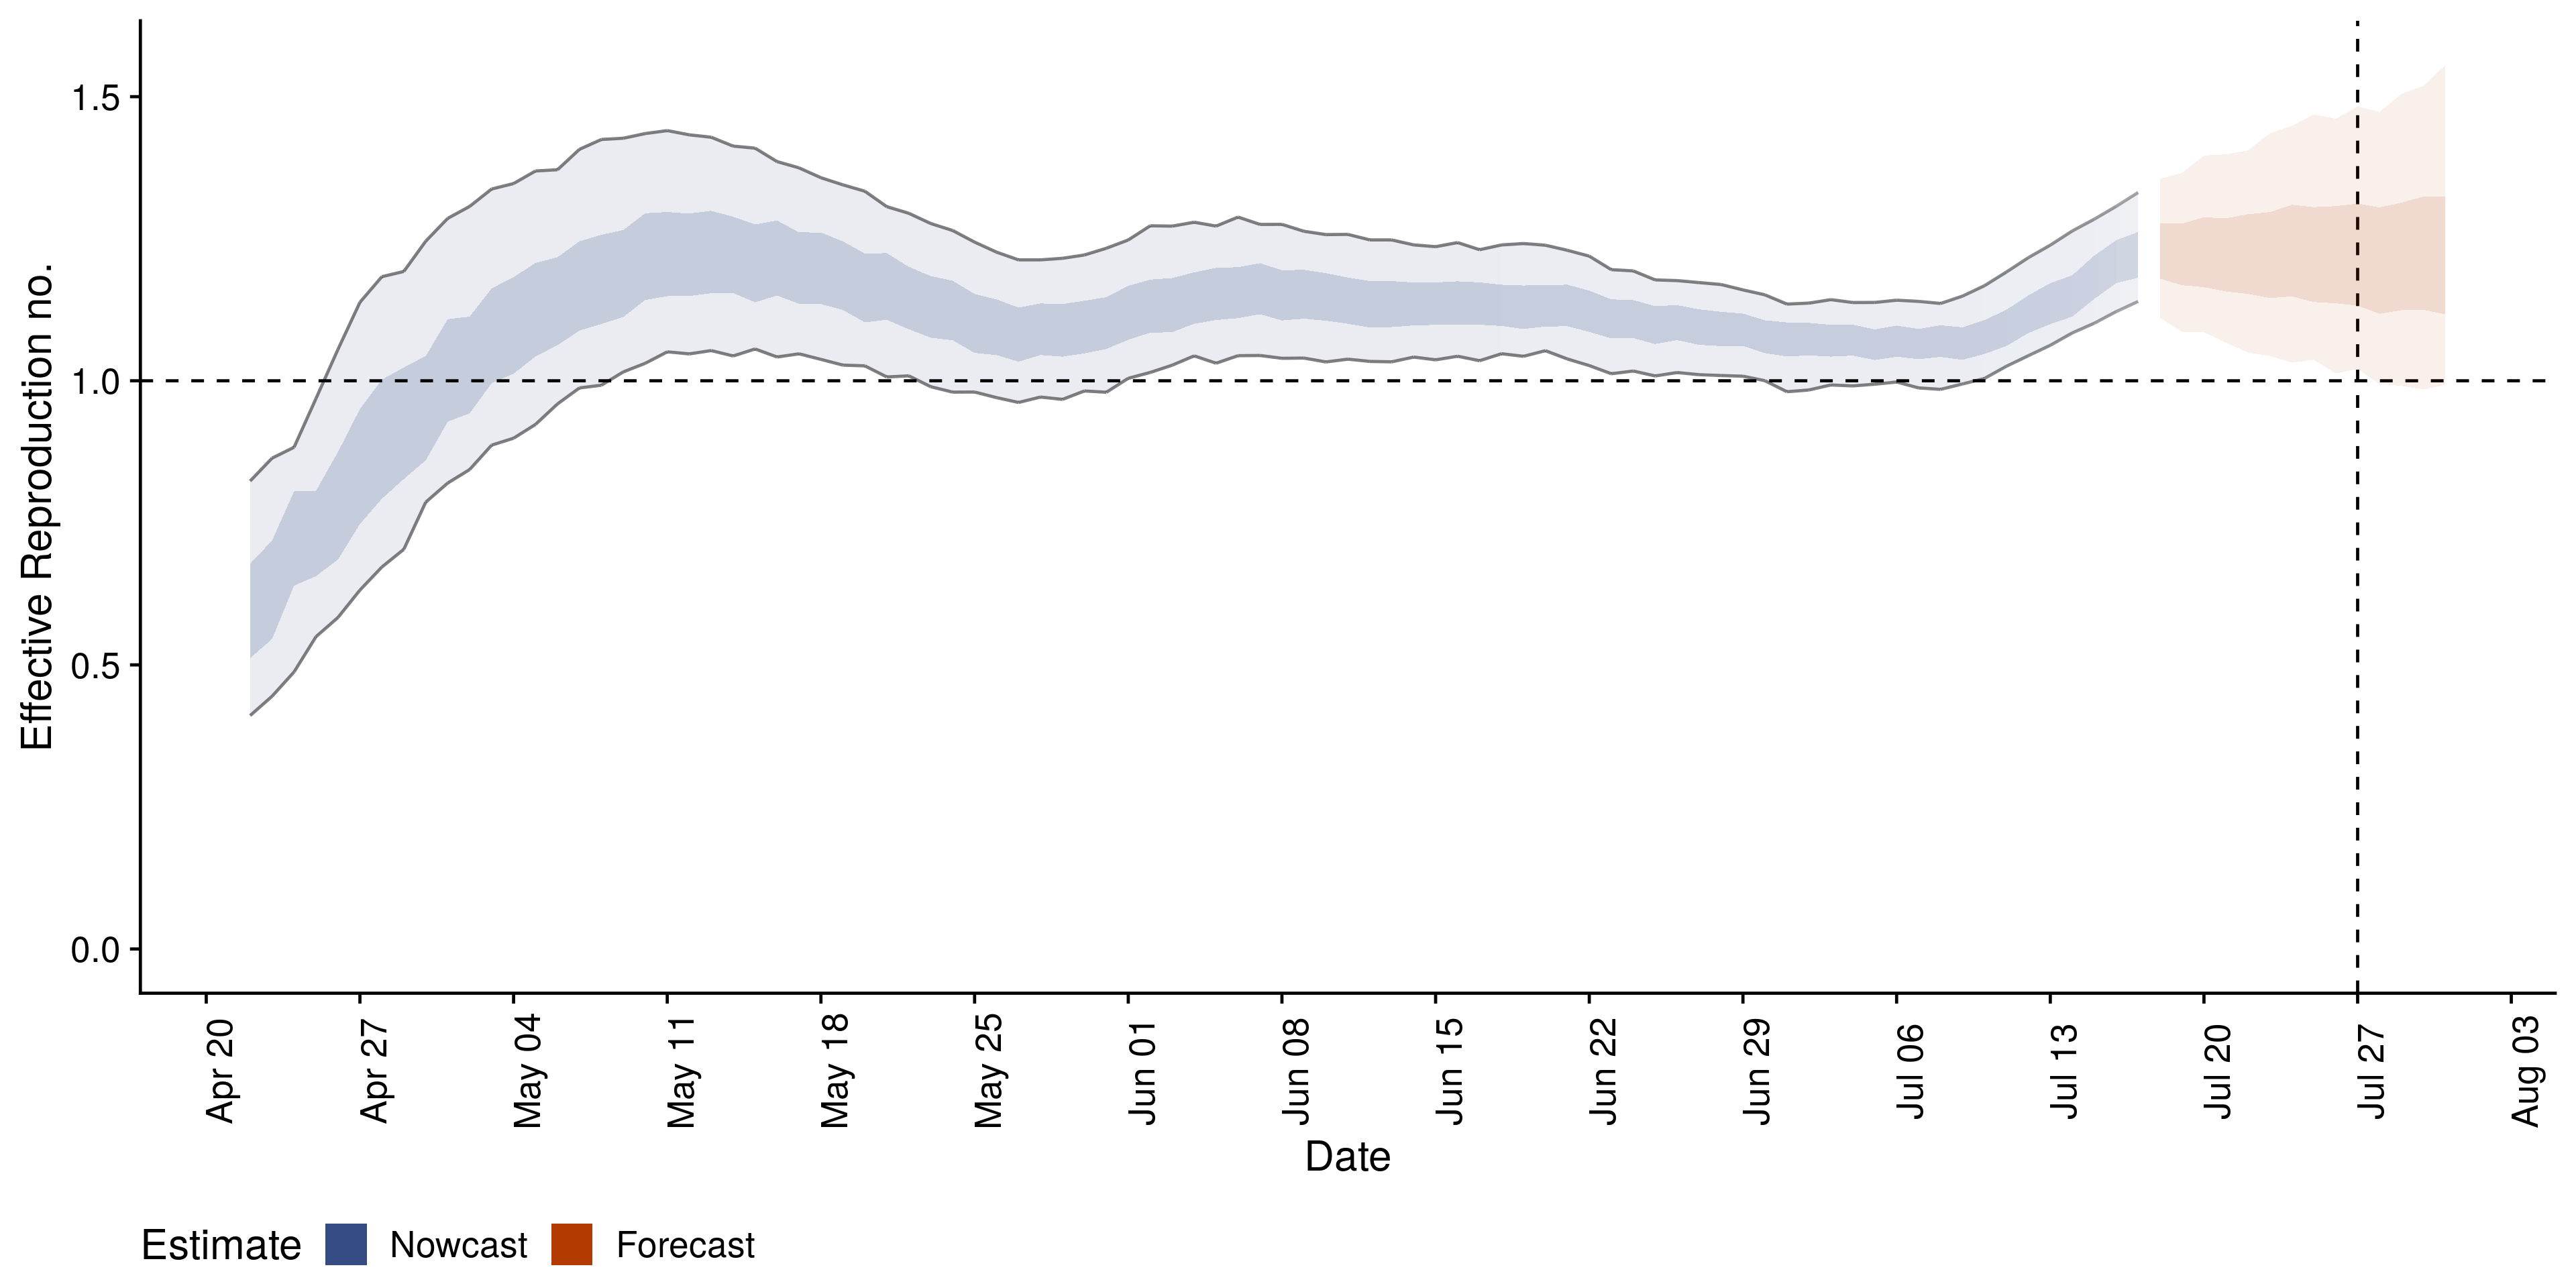 Effective Reproduction no.
1.5
1.0
0.5
0.0
Apr 20
Apr 27
May 04
May 11
May 18
May 25
Jun 01
Jun 08
Jun 15
Jun 22
Jun 29
Jul 06
Jul 13
Jul 20
Jul 27
Aug 03
Date
Estimate Nowcast Forecast